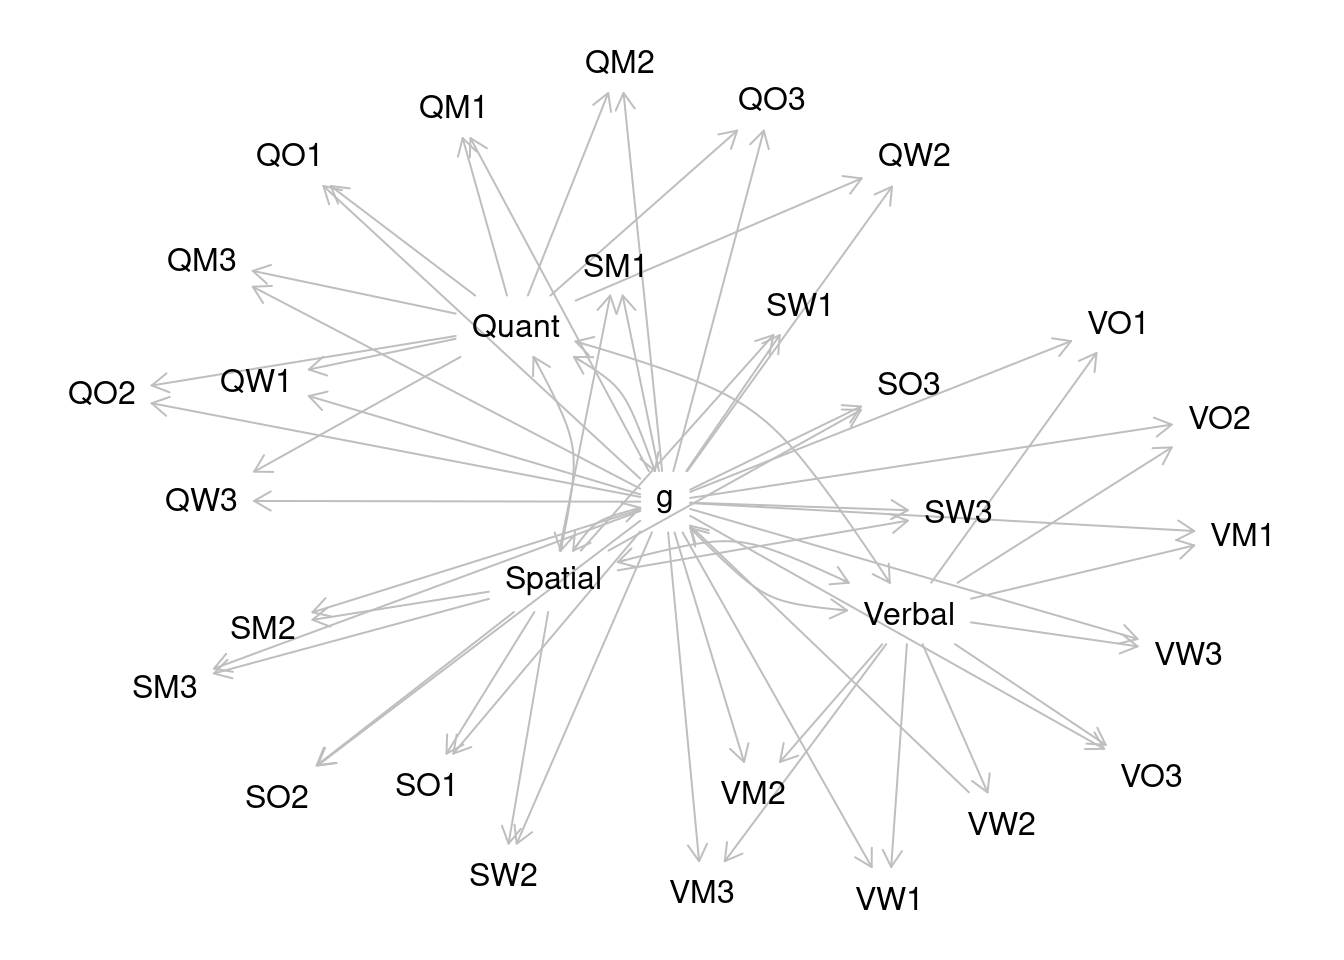 QM2
QO3
QM1
QO1
QW2
QM3
SM1
SW1
Quant
VO1
QW1
SO3
QO2
VO2
QW3
g
SW3
VM1
Spatial
Verbal
SM2
VW3
SM3
VO3
SO1
SO2
VM2
VW2
SW2
VM3
VW1